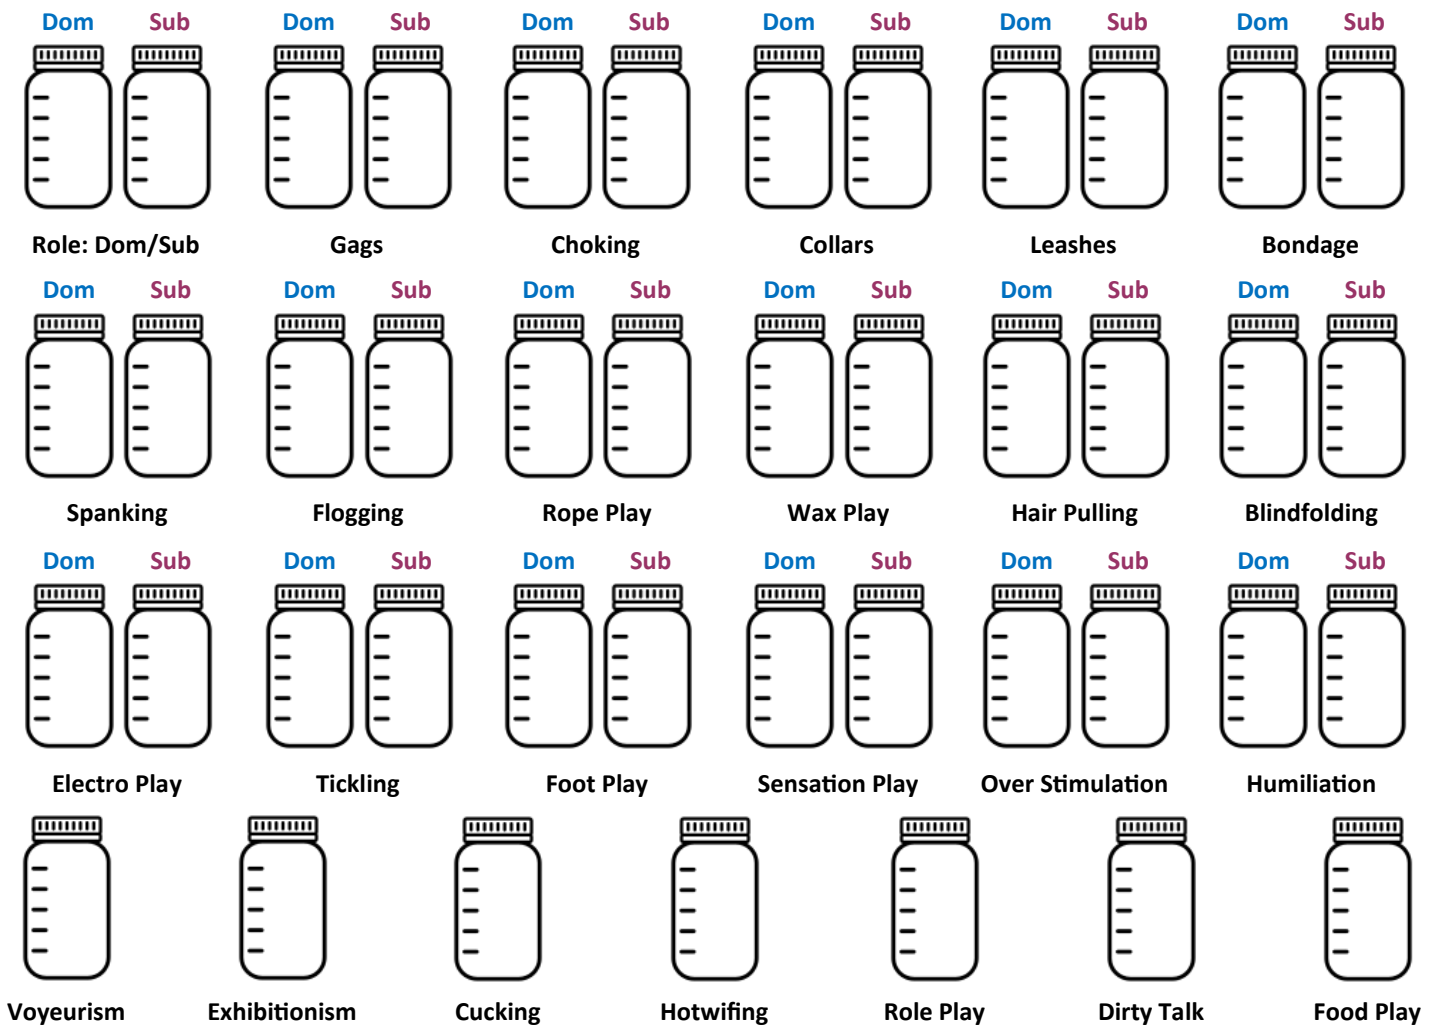 Dom Sub Dom Sub Dom Sub Dom Sub Dom Sub Dom Sub
Role: Dom/Sub Gags Choking Collars Leashes Bondage
Dom Sub Dom Sub Dom Sub Dom Sub Dom Sub Dom Sub
Spanking Flogging Rope Play Wax Play Hair Pulling Blindfolding
Dom Sub Dom Sub Dom Sub Dom Sub Dom Sub Dom Sub
Electro Play Tickling Foot Play Sensation Play Over Stimulation Humiliation
Voyeurism Exhibitionism Cucking Hotwifing Role Play Dirty Talk Food Play